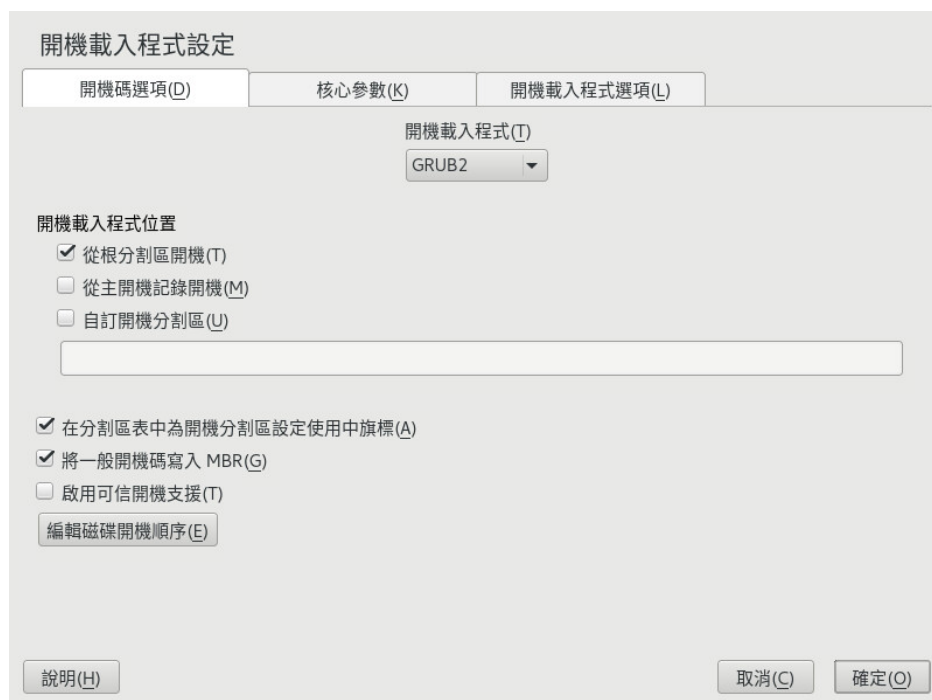 開機載入程式設定
開機碼選項(D) 核心參數(K) 開機載入程式選項(L)
開機載入程式(T)
GRUB2
開機載入程式位置
從根分割區開機(T)
從主開機記錄開機(M)
自訂開機分割區(U)
在分割區表中為開機分割區設定使用中旗標(A)
將一般開機碼寫入 MBR(G)
啟用可信開機支援(T)
編輯磁碟開機順序(E)
說明(H) 取消(C) 確定(O)